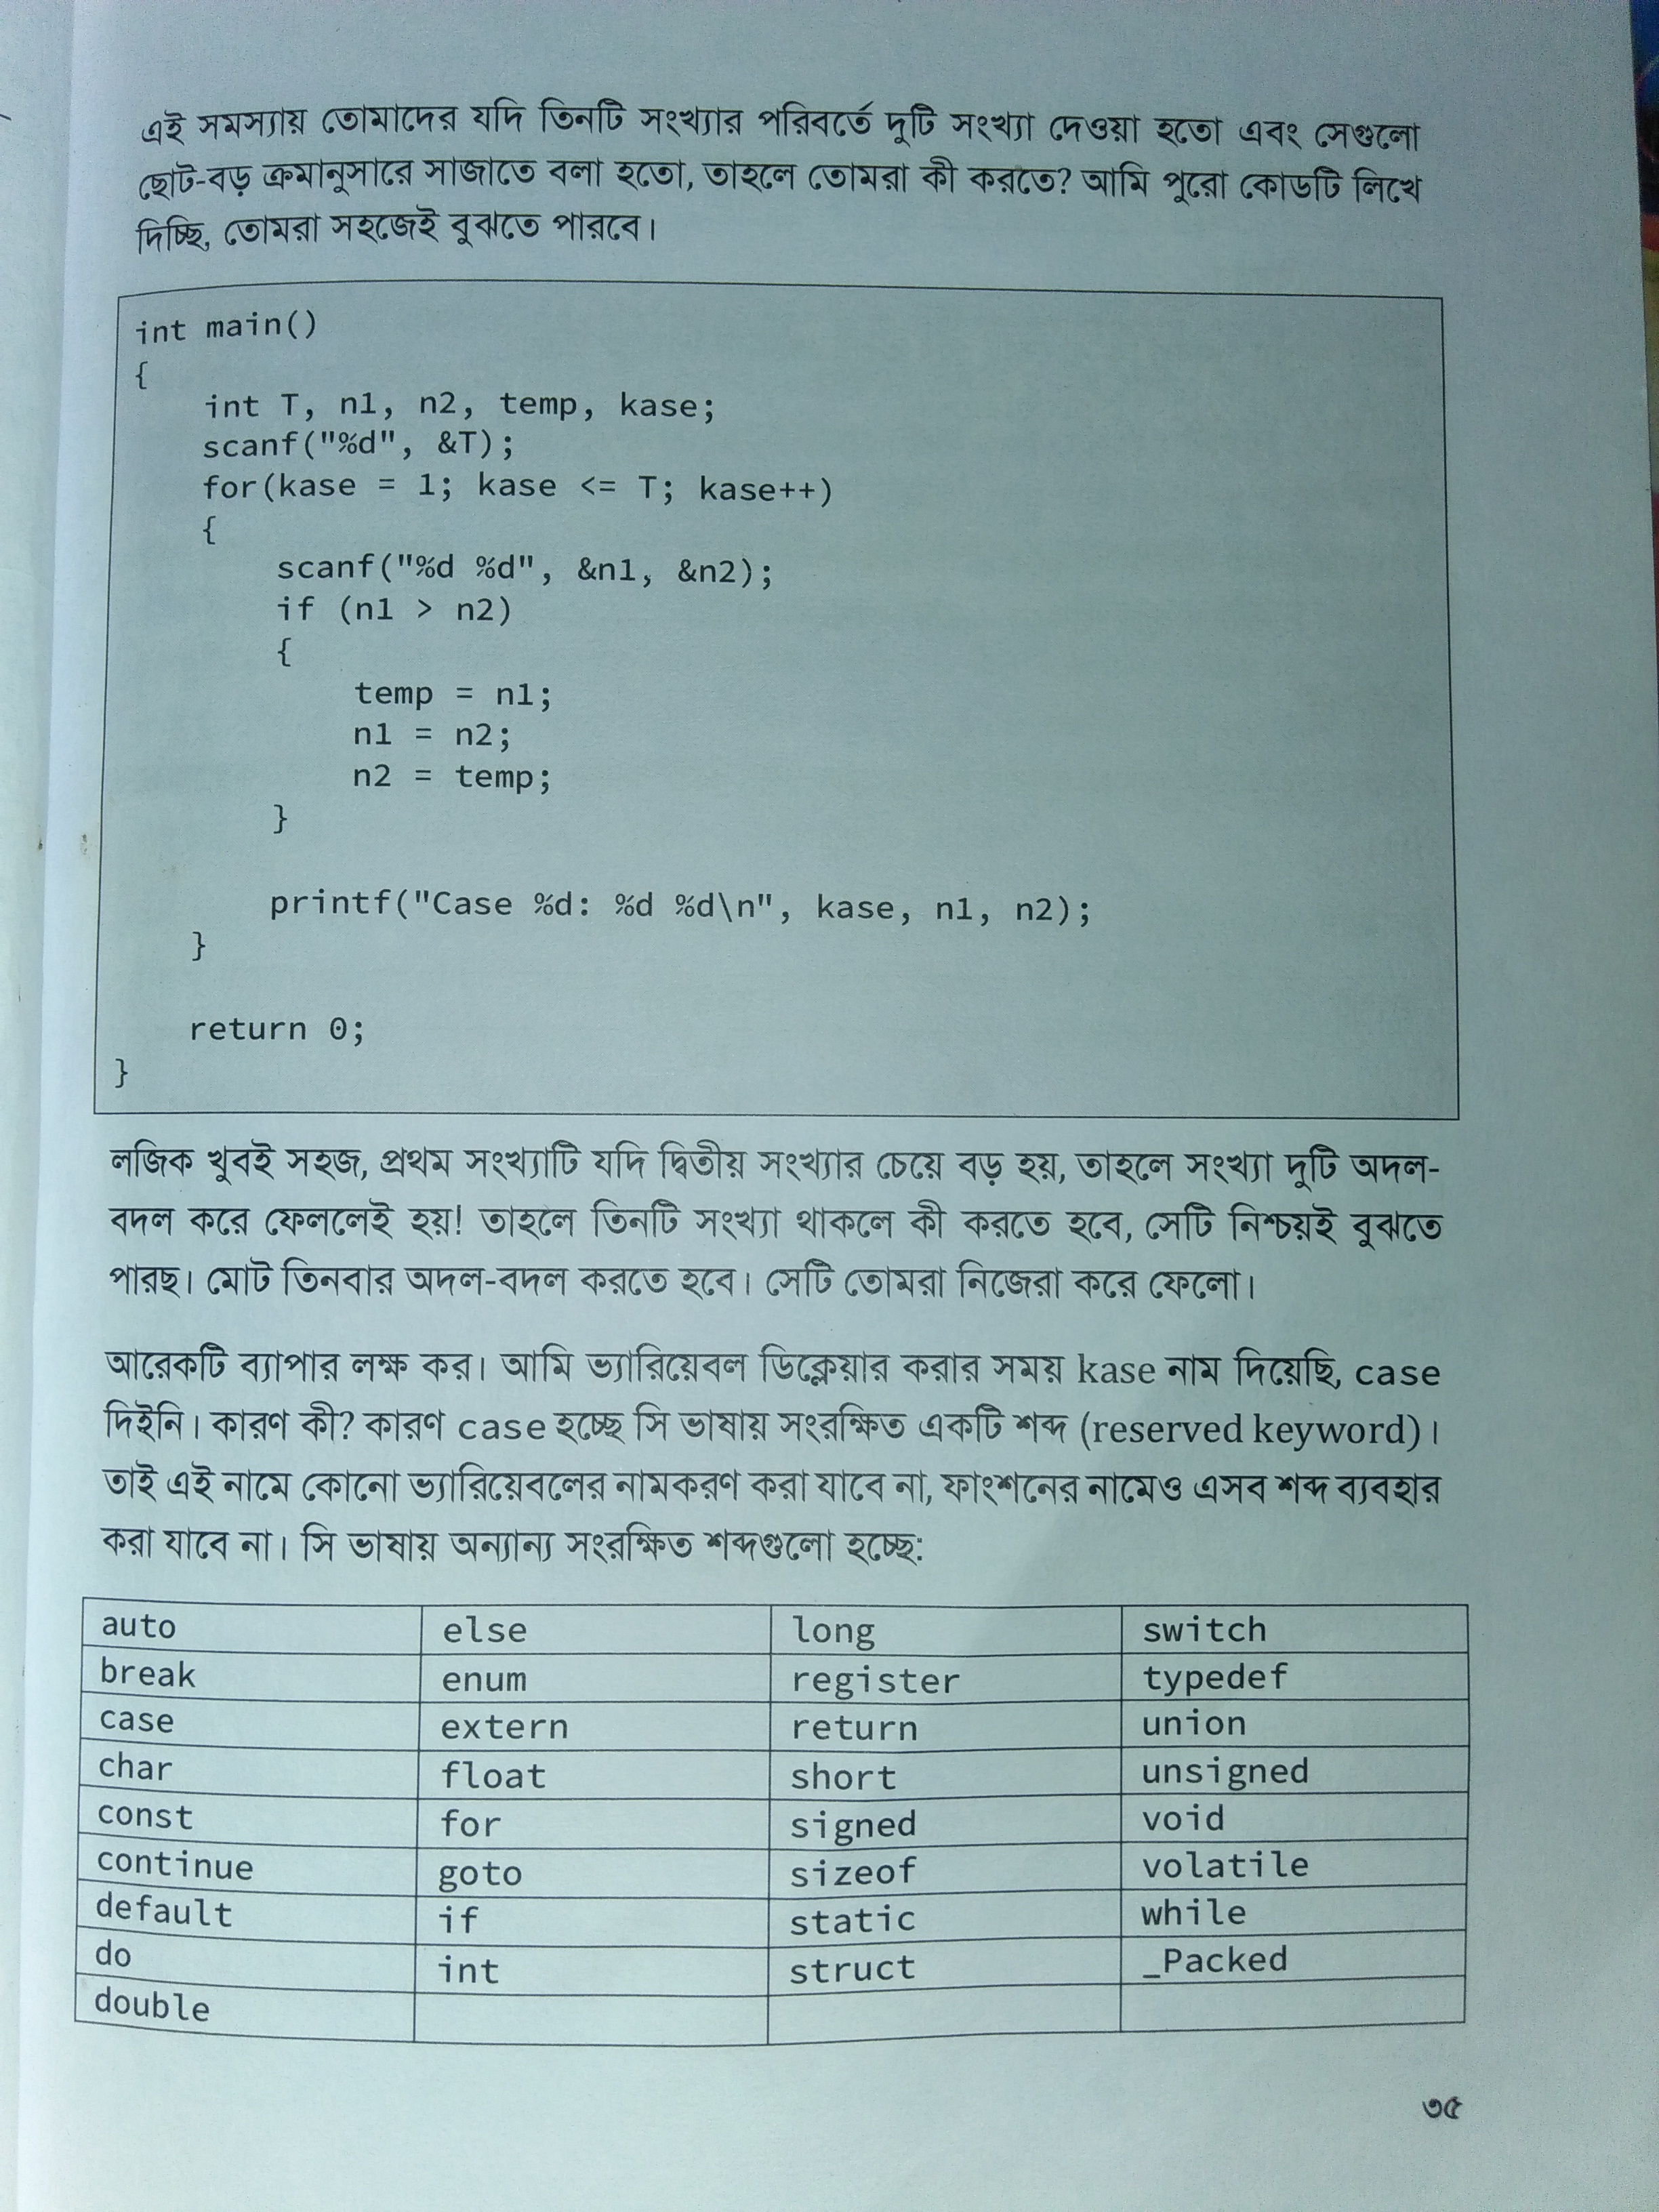 এই সমস্যায় তোমাদের যদি তিনটি সংখ্যার পরিবর্তে দুটি সংখ্যা দেওয়া হতো এবং সেগুলো
ছোট-বড় ক্রমানুসারে সাজাতে বলা হতো, তাহলে তোমরা কী করতে? আমি পুরো কোডটি লিখে
দিচ্ছি, তোমরা সহজেই বুঝতে পারবে।
int main()
{
    int T, n1, n2, temp, kase;
    scanf("%d", &T);
    for(kase = 1; kase <= T; kase++)
    {
        scanf("%d %d", &n1, &n2);
        if (n1 > n2)
        {
            temp = n1;
            n1 = n2;
            n2 = temp;
        }
        printf("Case %d: %d %d\n", kase, n1, n2);
    }
    return 0;
}
লজিক খুবই সহজ, প্রথম সংখ্যাটি যদি দ্বিতীয় সংখ্যার চেয়ে বড় হয়, তাহলে সংখ্যা দুটি অদল-
বদল করে ফেললেই হয়! তাহলে তিনটি সংখ্যা থাকলে কী করতে হবে, সেটি নিশ্চয়ই বুঝতে
পারছ। মোট তিনবার অদল-বদল করতে হবে। সেটি তোমরা নিজেরা করে ফেলো।
আরেকটি ব্যাপার লক্ষ কর। আমি ভ্যারিয়েবল ডিক্লেয়ার করার সময় kase নাম দিয়েছি, case
দিইনি। কারণ কী? কারণ case হচ্ছে সি ভাষায় সংরক্ষিত একটি শব্দ (reserved keyword)।
তাই এই নামে কোনো ভ্যারিয়েবলের নামকরণ করা যাবে না, ফাংশনের নামেও এসব শব্দ ব্যবহার
করা যাবে না। সি ভাষায় অন্যান্য সংরক্ষিত শব্দগুলো হচ্ছে:
auto else long switch
break enum register typedef
case extern return union
char float short unsigned
const for signed void
continue goto sizeof volatile
default if static while
do int struct _Packed
double
৩৫